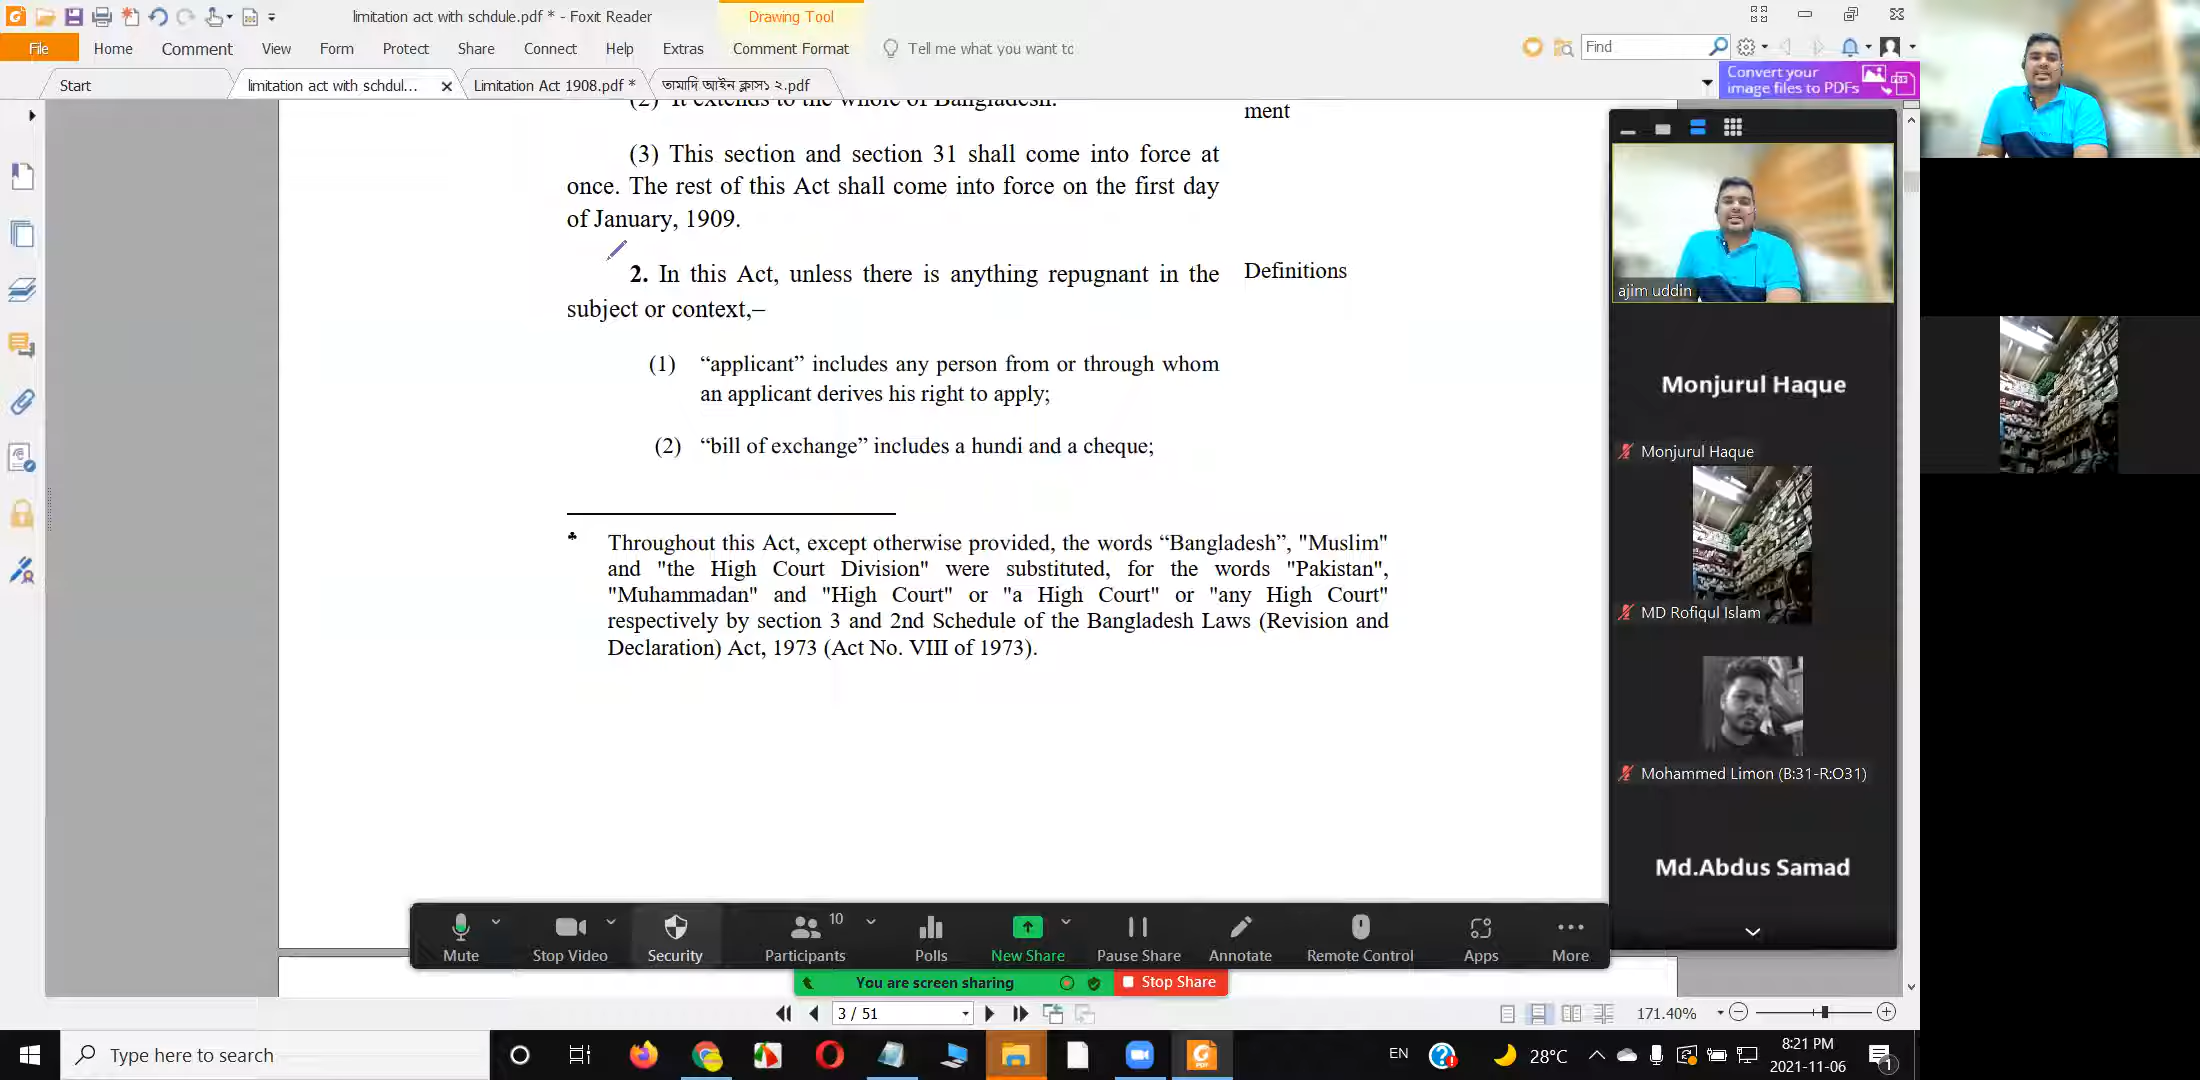 limitation act with schdule.pdf * - Foxit Reader
Drawing Tool
File
Home
Comment
View
Form
Protect
Share
Connect
Help
Extras
Comment Format
Tell me what you want to
Find
Start
limitation act with schdul...
Limitation Act 1908.pdf *
তামাদি আইন ক্লাস১ ২.pdf
Convert your
image files to PDFs
(2) It extends to the whole of Bangladesh.
ment
(3) This section and section 31 shall come into force at
once. The rest of this Act shall come into force on the first day
of January, 1909.
2. In this Act, unless there is anything repugnant in the
Definitions
subject or context,–
(1) “applicant” includes any person from or through whom
an applicant derives his right to apply;
(2) “bill of exchange” includes a hundi and a cheque;
♣ Throughout this Act, except otherwise provided, the words “Bangladesh”, "Muslim"
and "the High Court Division" were substituted, for the words "Pakistan",
"Muhammadan" and "High Court" or "a High Court" or "any High Court"
respectively by section 3 and 2nd Schedule of the Bangladesh Laws (Revision and
Declaration) Act, 1973 (Act No. VIII of 1973).
ajim uddin
Monjurul Haque
Monjurul Haque
MD Rofiqul Islam
Mohammed Limon (B:31-R:O31)
Md.Abdus Samad
Mute
Stop Video
Security
Participants
10
Polls
New Share
Pause Share
Annotate
Remote Control
Apps
More
You are screen sharing
Stop Share
3 / 51
171.40%
Type here to search
EN
28°C
8:21 PM
2021-11-06
1